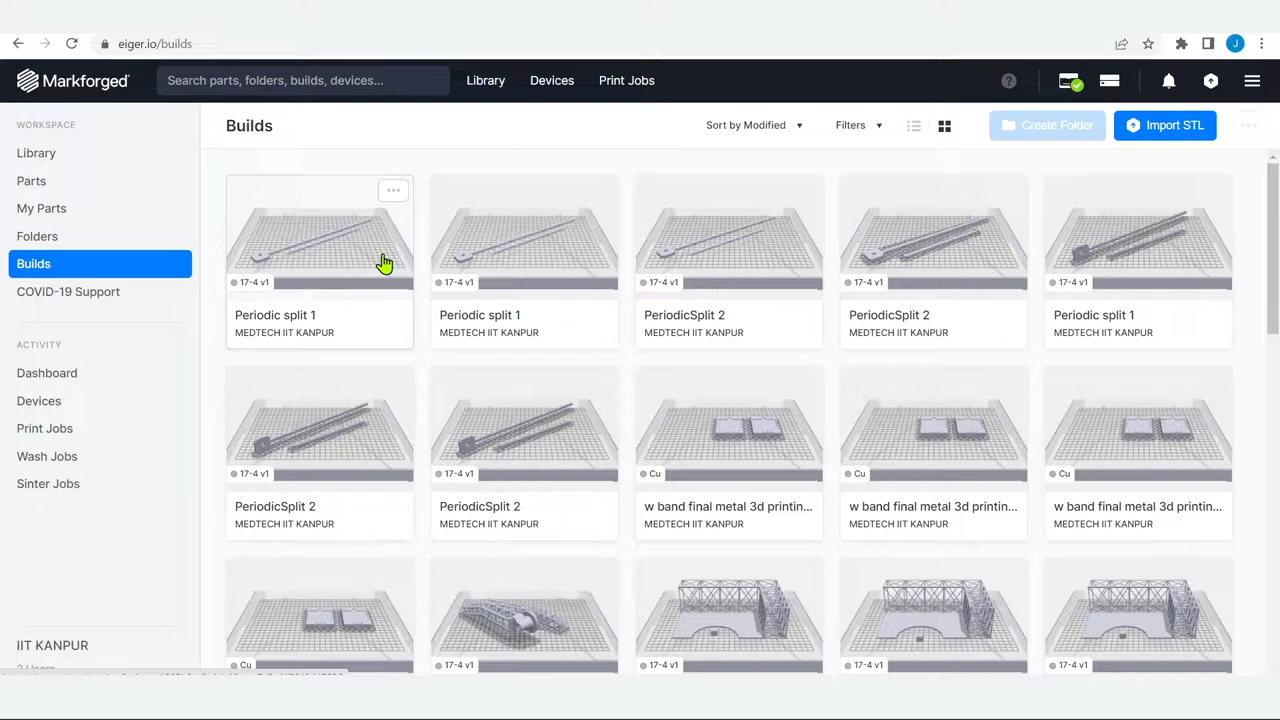 eiger.io/builds
J
Markforged
Search parts, folders, builds, devices...
Library
Devices
Print Jobs
WORKSPACE
Library
Parts
My Parts
Folders
Builds
COVID-19 Support
ACTIVITY
Dashboard
Devices
Print Jobs
Wash Jobs
Sinter Jobs
IIT KANPUR
Builds
Sort by Modified
Filters
Create Folder
Import STL
17-4 v1
Periodic split 1
MEDTECH IIT KANPUR
17-4 v1
Periodic split 1
MEDTECH IIT KANPUR
17-4 v1
PeriodicSplit 2
MEDTECH IIT KANPUR
17-4 v1
PeriodicSplit 2
MEDTECH IIT KANPUR
17-4 v1
Periodic split 1
MEDTECH IIT KANPUR
17-4 v1
PeriodicSplit 2
MEDTECH IIT KANPUR
17-4 v1
PeriodicSplit 2
MEDTECH IIT KANPUR
Cu
w band final metal 3d printin...
MEDTECH IIT KANPUR
Cu
w band final metal 3d printin...
MEDTECH IIT KANPUR
Cu
w band final metal 3d printin...
MEDTECH IIT KANPUR
Cu
17-4 v1
17-4 v1
17-4 v1
17-4 v1